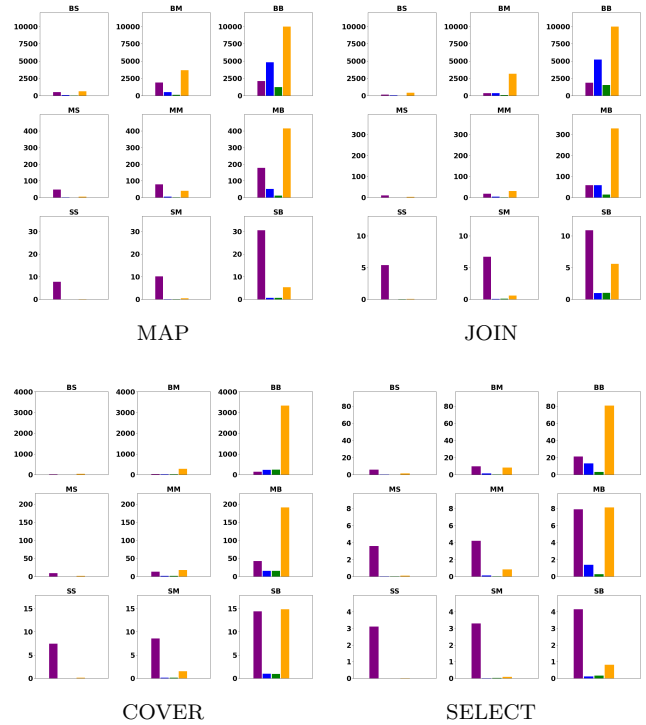 BS BM BB BS BM BB
10000 10000 10000 10000 10000 10000
7500 7500 7500 7500 7500 7500
5000 5000 5000 5000 5000 5000
2500 2500 2500 2500 2500 2500
0 0 0 0 0 0
MS MM MB MS MM MB
400 400 400
300 300 300 300 300 300
200 200 200 200 200 200
100 100 100 100 100 100
0 0 0 0 0 0
SS SM SB SS SM SB
30 30 30 10 10 10
20 20 20
10 10 10 5 5 5
0 0 0 0 0 0
MAP JOIN
BS BM BB BS BM BB
4000 4000 4000
3000 3000 3000 80 80 80
2000 2000 2000 60 60 60
1000 1000 1000 40 40 40
20 20 20
0 0 0 0 0 0
MS MM MB MS MM MB
200 200 200 8 8 8
150 150 150 6 6 6
100 100 100 4 4 4
50 50 50 2 2 2
0 0 0 0 0 0
SS SM SB SS SM SB
15 15 15 4 4 4
10 10 10 3 3 3
5 5 5 2 2 2
1 1 1
0 0 0 0 0 0
COVER SELECT